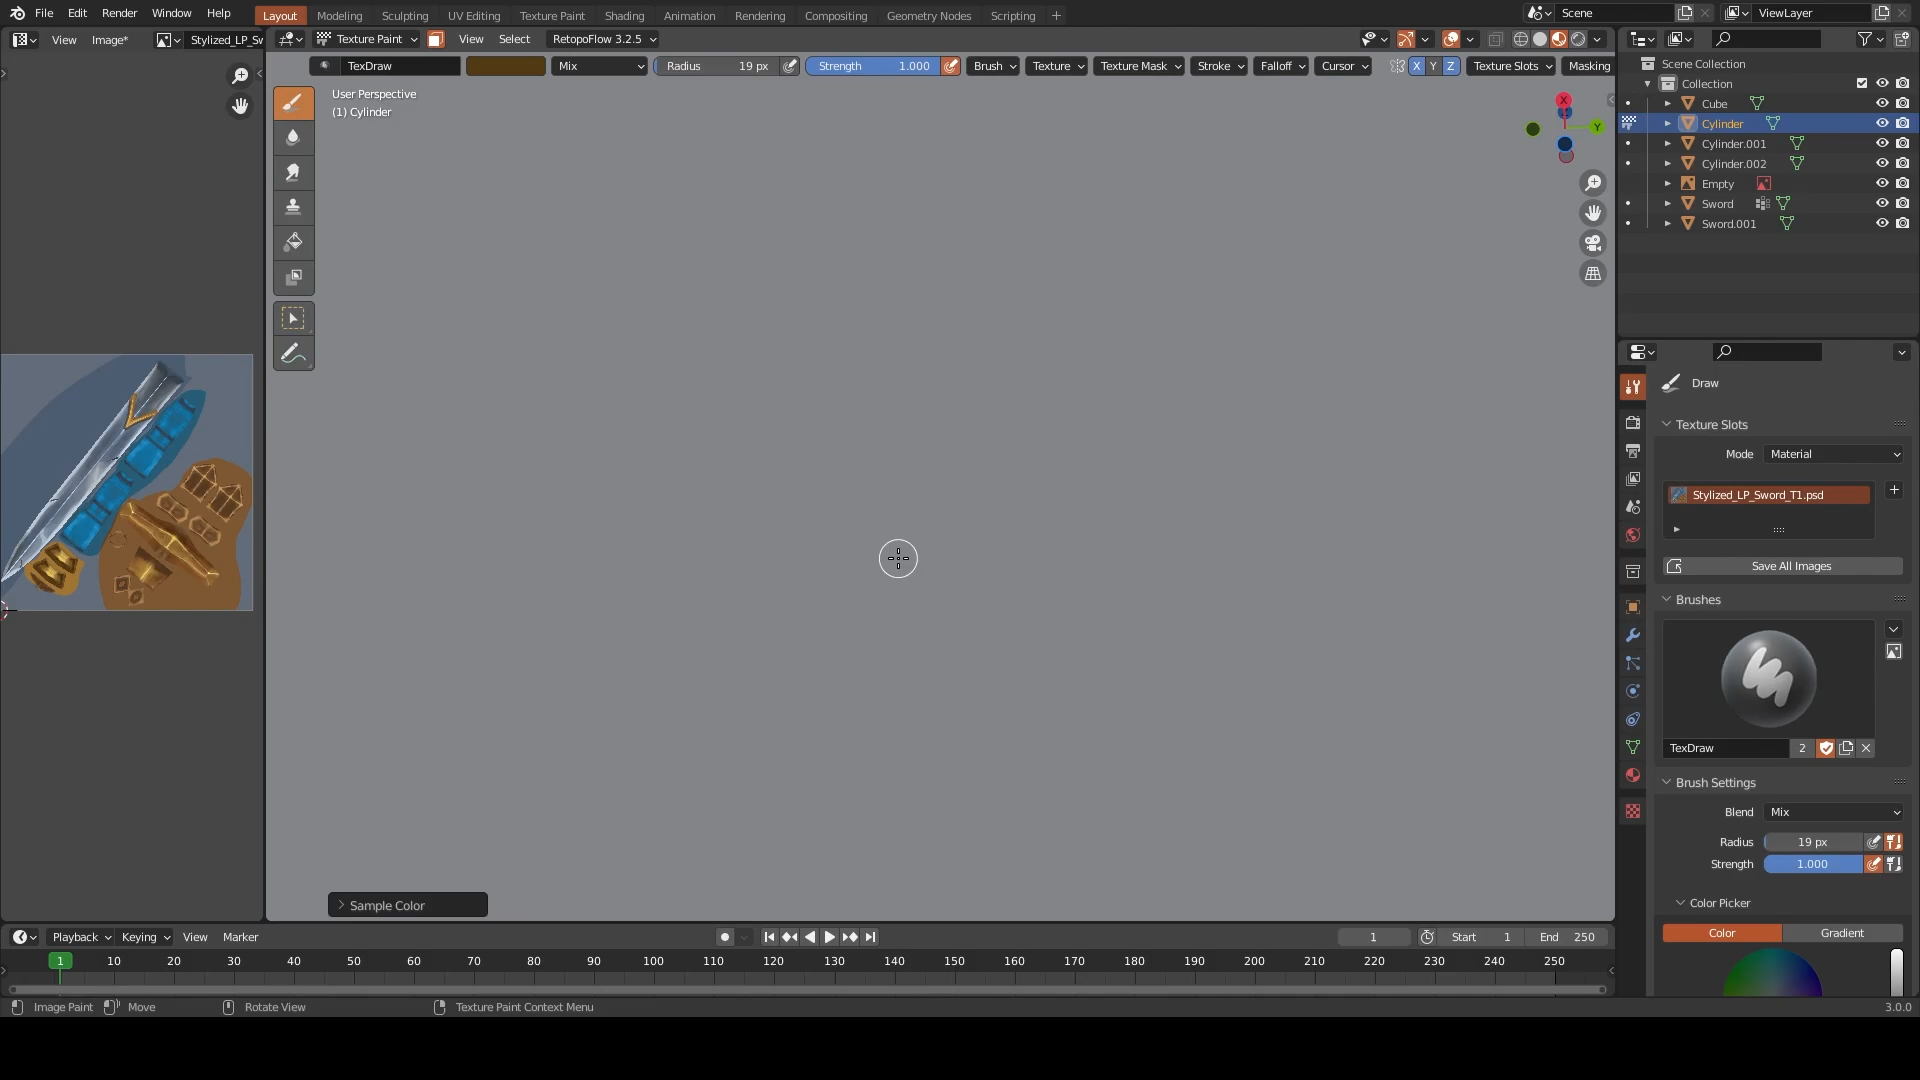 File Edit Render Window Help
Layout Modeling Sculpting UV Editing Texture Paint Shading Animation Rendering Compositing Geometry Nodes Scripting +
Scene
ViewLayer
View Image* Stylized_LP_Sw
Texture Paint View Select RetopoFlow 3.2.5
TexDraw Mix Radius 19 px Strength 1.000 Brush Texture Texture Mask Stroke Falloff Cursor X Y Z Texture Slots Masking
User Perspective
(1) Cylinder
X
Y
Scene Collection
Collection
Cube
Cylinder
Cylinder.001
Cylinder.002
Empty
Sword
Sword.001
Draw
Texture Slots
Mode Material
Stylized_LP_Sword_T1.psd
Save All Images
Brushes
TexDraw 2
Brush Settings
Blend Mix
Radius 19 px
Strength 1.000
Color Picker
Color Gradient
Sample Color
Playback Keying View Marker
1 Start 1 End 250
1 10 20 30 40 50 60 70 80 90 100 110 120 130 140 150 160 170 180 190 200 210 220 230 240 250
Image Paint Move Rotate View Texture Paint Context Menu
3.0.0